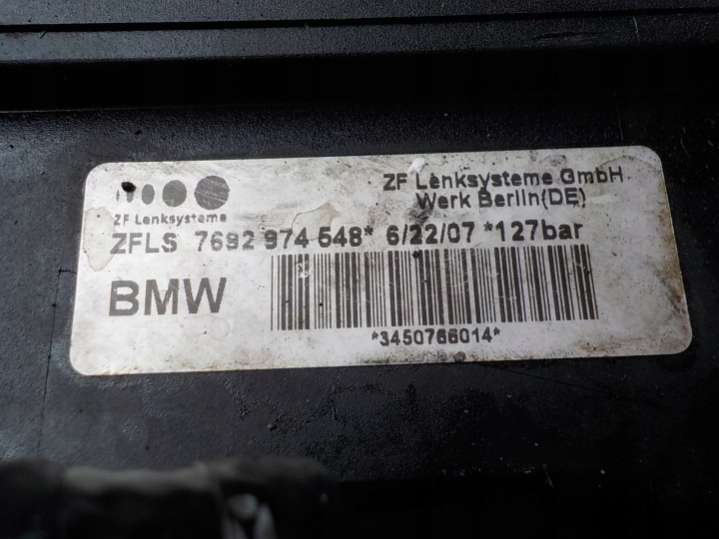 ZF Lenksysteme GmbH
Werk Berlin(DE)
ZF Lenksysteme
ZFLS 7692 974 548* 6/22/07 *127bar
BMW
*3450766014*